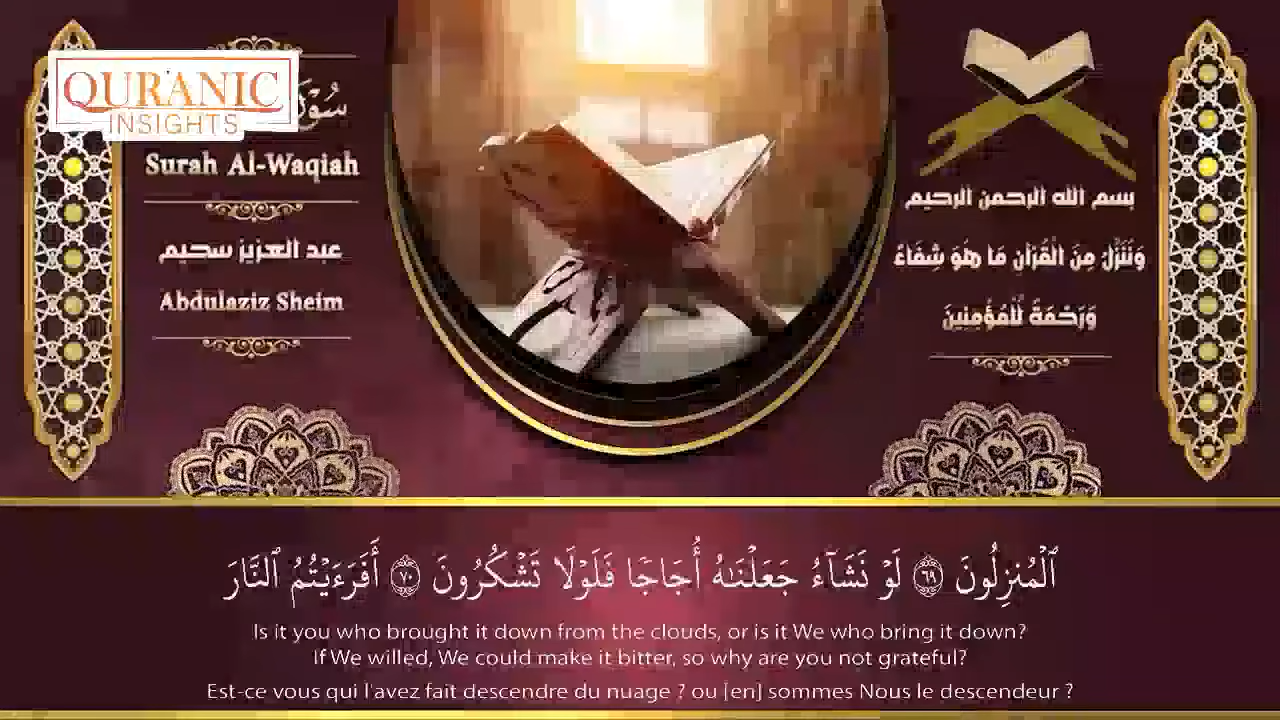 QURANIC
INSIGHTS
Surah Al-Waqiah
عبد العزيز سحيم
Abdulaziz Sheim
بسم الله الرحمن الرحيم
وَنُنَزِّلُ مِنَ الْقُرْآنِ مَا هُوَ شِفَاءٌ
وَرَحْمَةٌ لِّلْمُؤْمِنِينَ
ٱلْمُنزِلُونَ ٦٩ لَوْ نَشَآءُ جَعَلْنَـٰهُ أُجَاجًا فَلَوْلَا تَشْكُرُونَ ٧٠ أَفَرَءَيْتُمُ ٱلنَّارَ
Is it you who brought it down from the clouds, or is it We who bring it down?
If We willed, We could make it bitter, so why are you not grateful?
Est-ce vous qui l'avez fait descendre du nuage ? ou [en] sommes Nous le descendeur ?